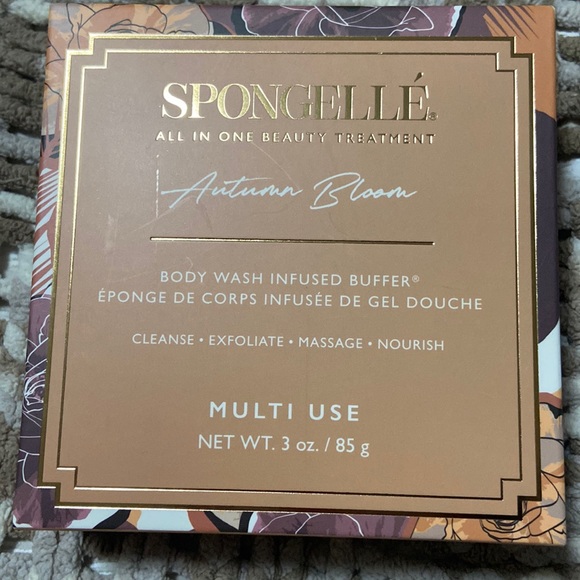 SPONGELLÉ®
ALL IN ONE BEAUTY TREATMENT
Autumn Bloom
BODY WASH INFUSED BUFFER®
ÉPONGE DE CORPS INFUSÉE DE GEL DOUCHE
CLEANSE • EXFOLIATE • MASSAGE • NOURISH
MULTI USE
NET WT. 3 oz. / 85 g